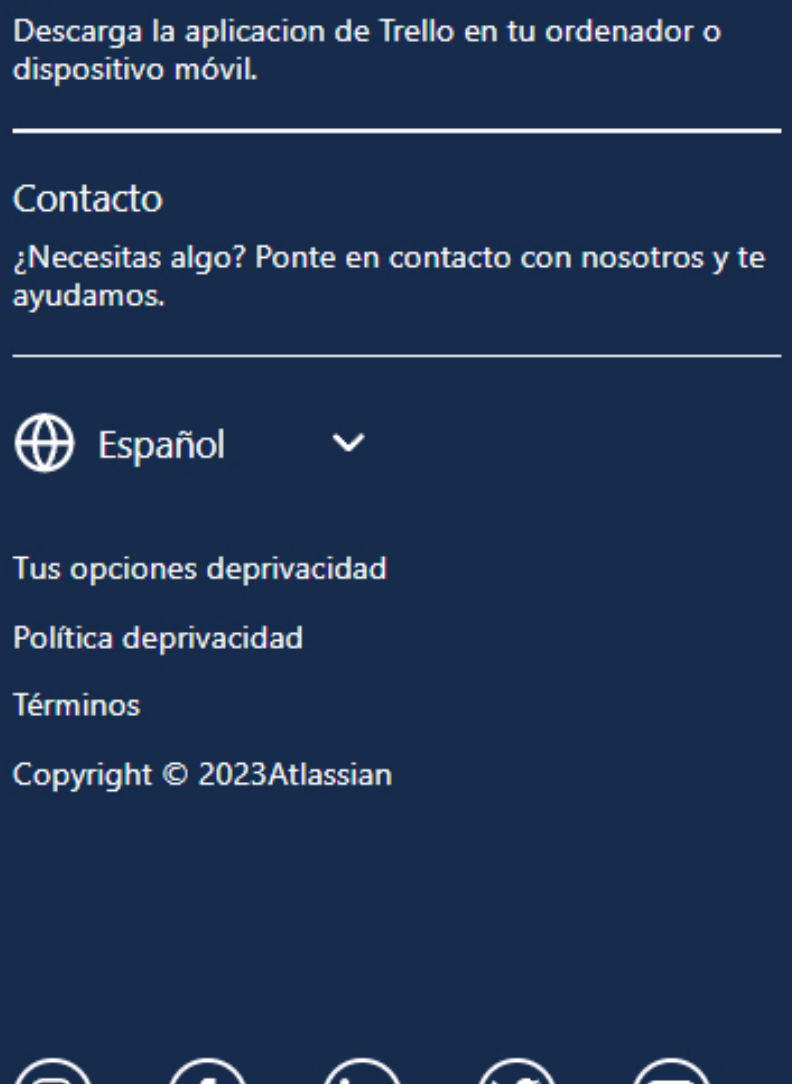 Descarga la aplicacion de Trello en tu ordenador o
dispositivo móvil.
Contacto
¿Necesitas algo? Ponte en contacto con nosotros y te
ayudamos.
Español
Tus opciones deprivacidad
Política deprivacidad
Términos
Copyright © 2023Atlassian